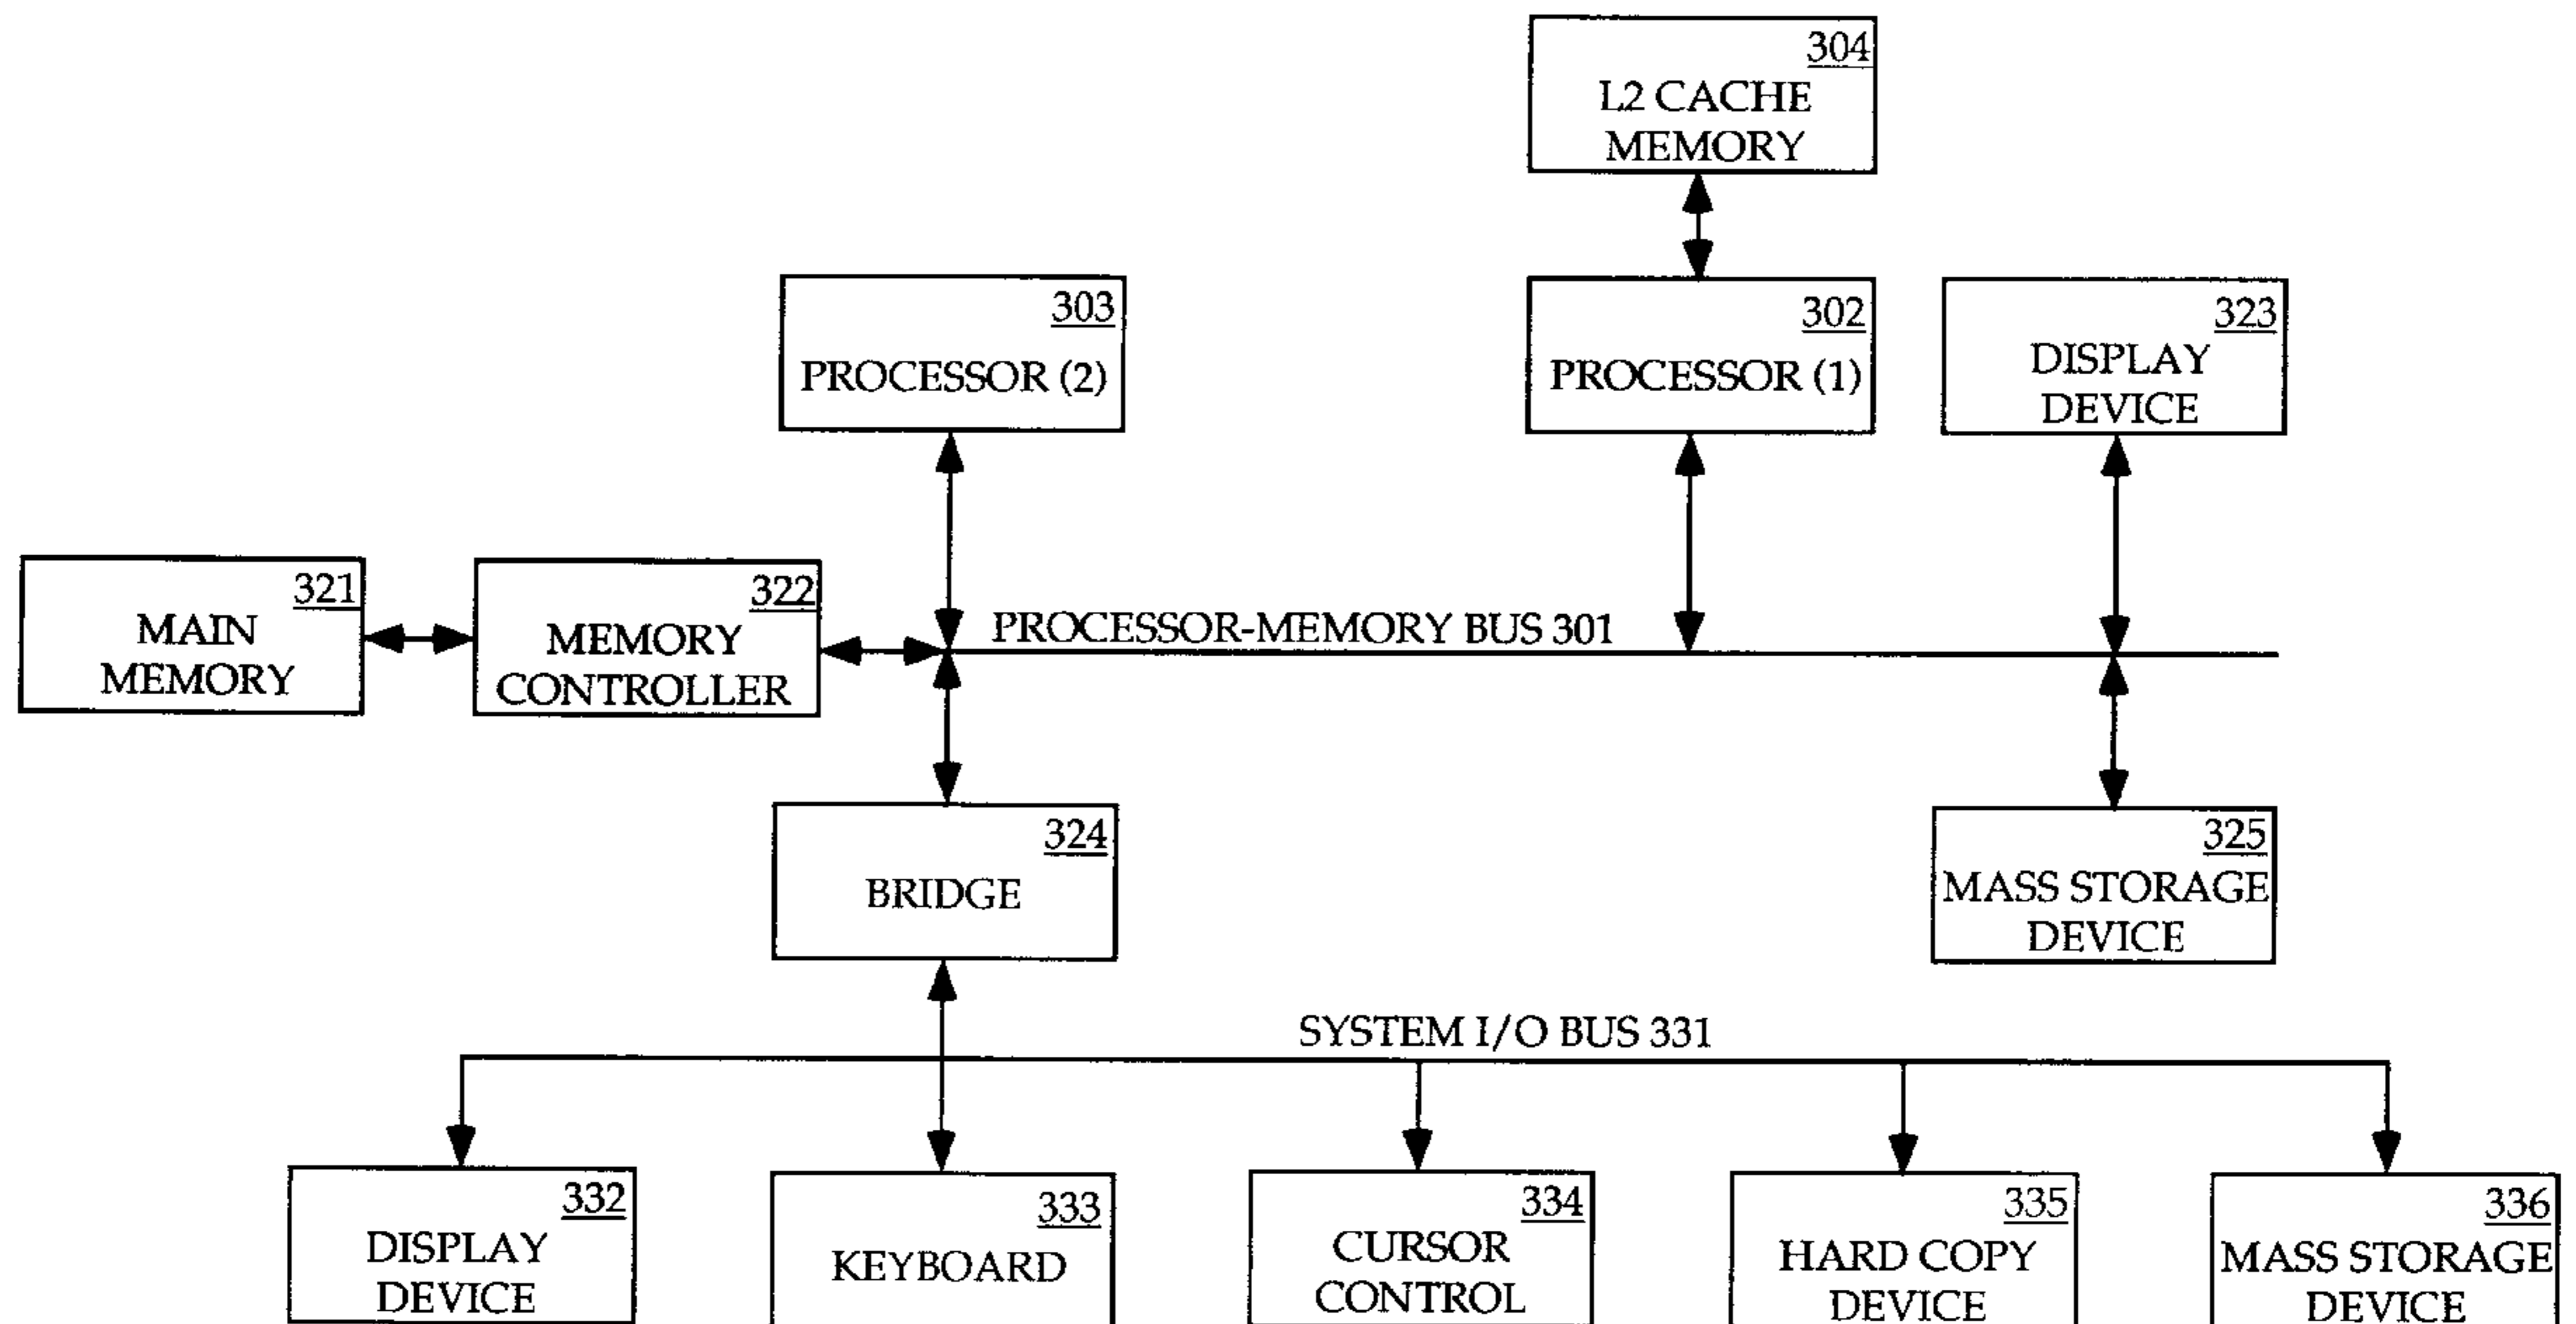 304
L2 CACHE
MEMORY
303
PROCESSOR (2)
302
PROCESSOR (1)
323
DISPLAY
DEVICE
321
MAIN
MEMORY
322
MEMORY
CONTROLLER
PROCESSOR-MEMORY BUS 301
324
BRIDGE
325
MASS STORAGE
DEVICE
SYSTEM I/O BUS 331
332
DISPLAY
DEVICE
333
KEYBOARD
334
CURSOR
CONTROL
335
HARD COPY
DEVICE
336
MASS STORAGE
DEVICE